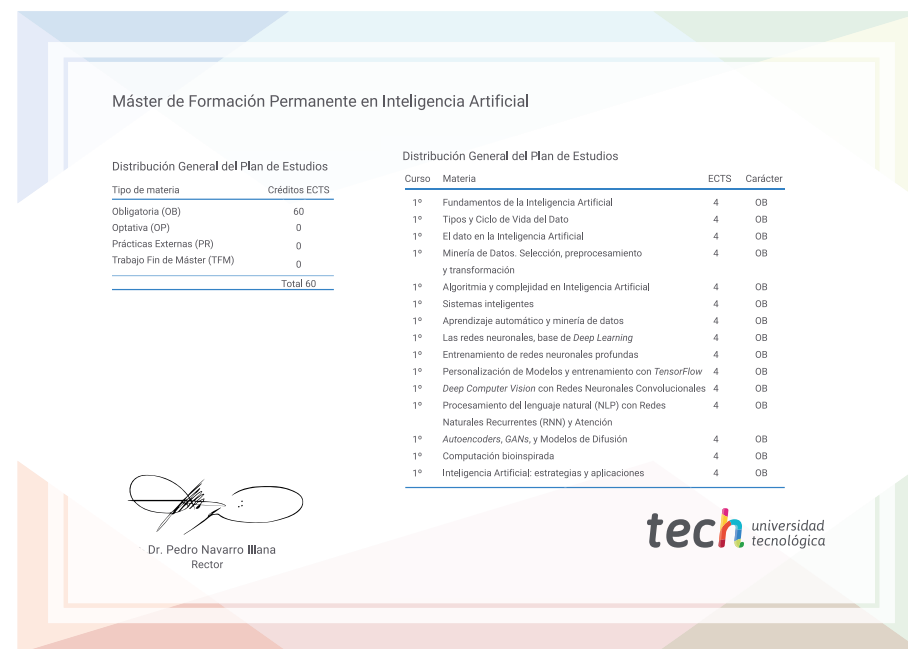 Máster de Formación Permanente en Inteligencia Artificial
Distribución General del Plan de Estudios
Tipo de materia Créditos ECTS
Obligatoria (OB) 60
Optativa (OP) 0
Prácticas Externas (PR) 0
Trabajo Fin de Máster (TFM) 0
Total 60
Distribución General del Plan de Estudios
Curso Materia ECTS Carácter
1º Fundamentos de la Inteligencia Artificial 4 OB
1º Tipos y Ciclo de Vida del Dato 4 OB
1º El dato en la Inteligencia Artificial 4 OB
1º Minería de Datos. Selección, preprocesamiento 4 OB
y transformación
1º Algoritmia y complejidad en Inteligencia Artificial 4 OB
1º Sistemas inteligentes 4 OB
1º Aprendizaje automático y minería de datos 4 OB
1º Las redes neuronales, base de Deep Learning 4 OB
1º Entrenamiento de redes neuronales profundas 4 OB
1º Personalización de Modelos y entrenamiento con TensorFlow 4 OB
1º Deep Computer Vision con Redes Neuronales Convolucionales 4 OB
1º Procesamiento del lenguaje natural (NLP) con Redes 4 OB
Naturales Recurrentes (RNN) y Atención
1º Autoencoders, GANs, y Modelos de Difusión 4 OB
1º Computación bioinspirada 4 OB
1º Inteligencia Artificial: estrategias y aplicaciones 4 OB
Dr. Pedro Navarro Illana
Rector
tech universidad
tecnológica